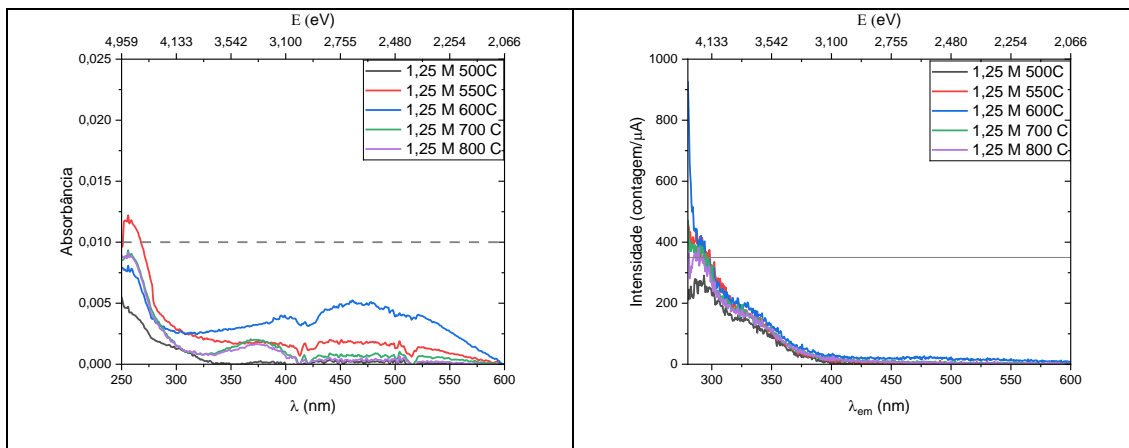 E (eV)
4,959 4,133 3,542 3,100 2,755 2,480 2,254 2,066
0,025
0,020
0,015
0,010
0,005
0,000
Absorbância
1,25 M 500C
1,25 M 550C
1,25 M 600C
1,25 M 700 C
1,25 M 800 C
250 300 350 400 450 500 550 600
λ (nm)
E (eV)
4,133 3,542 3,100 2,755 2,480 2,254 2,066
1000
800
600
400
200
0
Intensidade (contagem/μA)
1,25 M 500C
1,25 M 550C
1,25 M 600C
1,25 M 700 C
1,25 M 800 C
300 350 400 450 500 550 600
λem (nm)